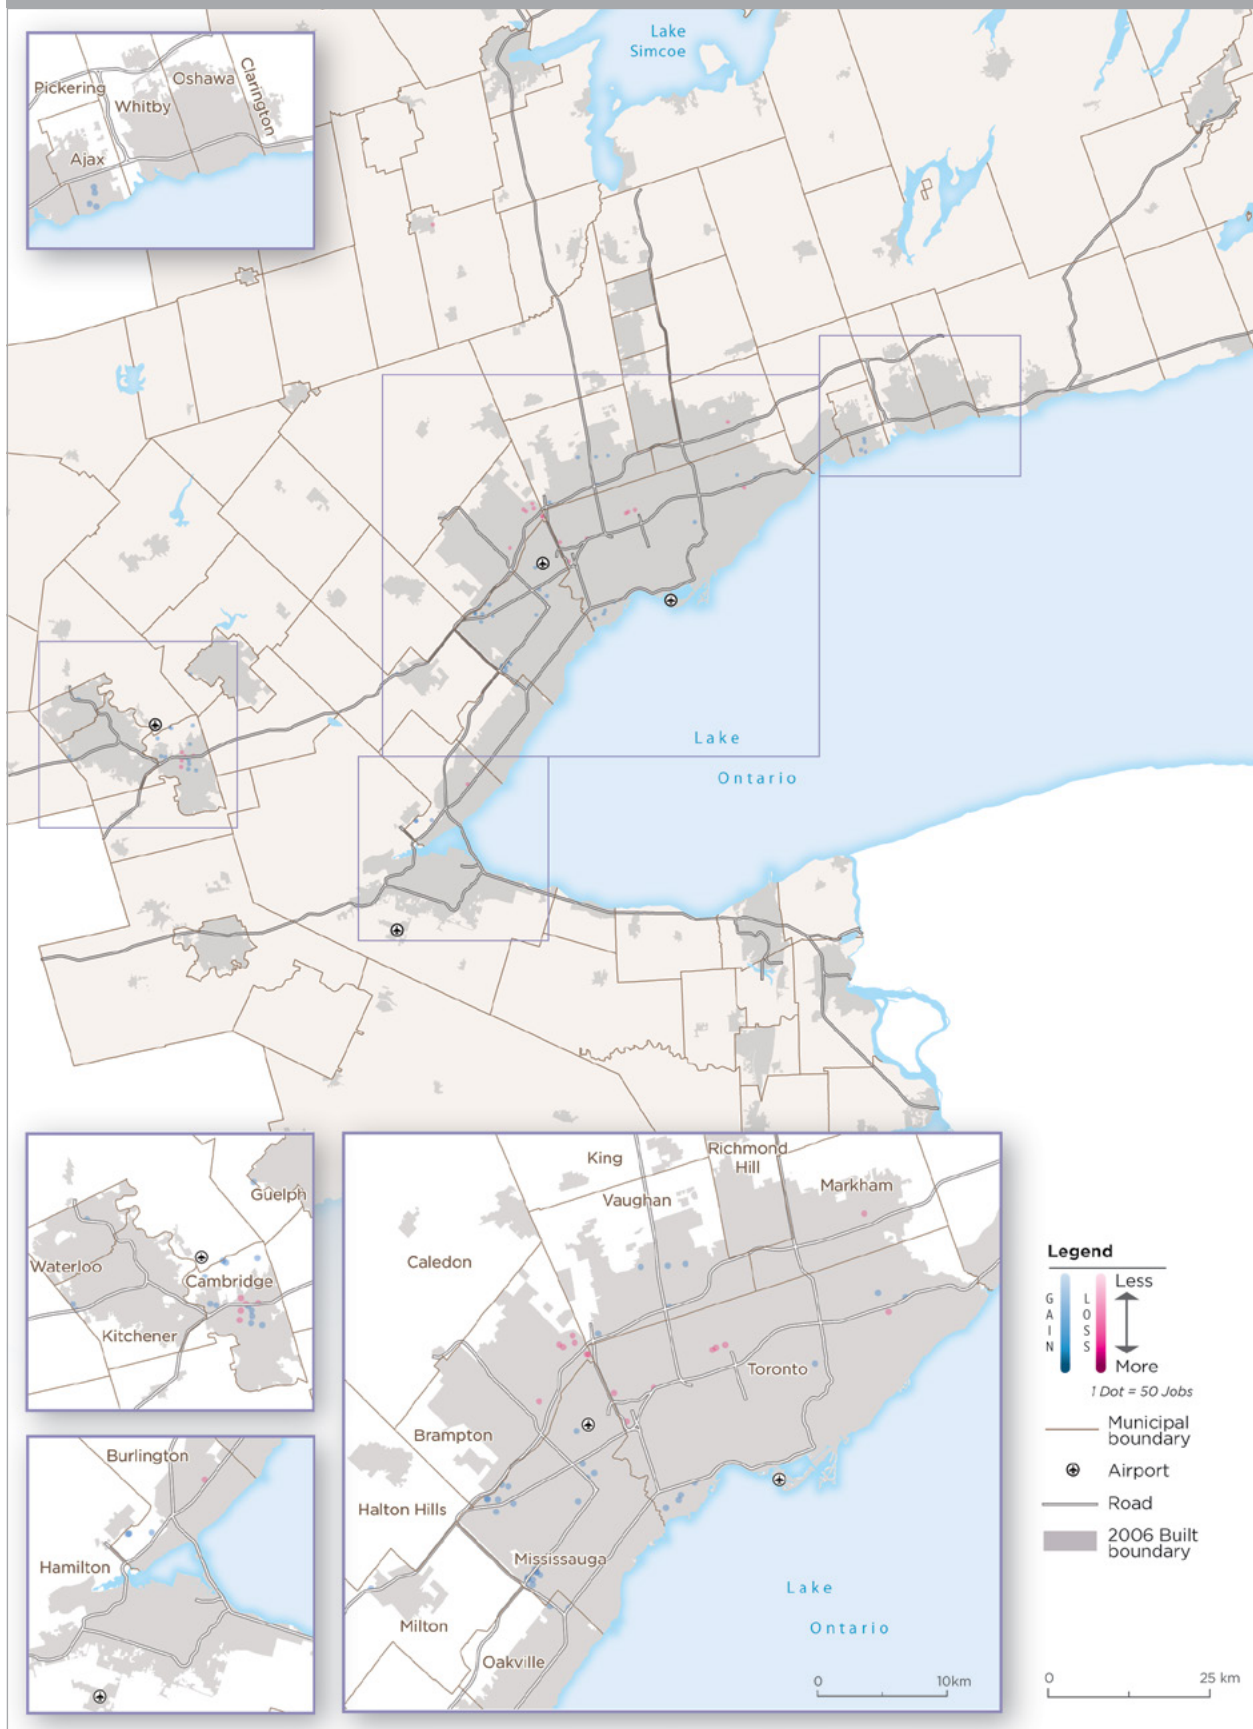 Lake
Simcoe
Pickering
Whitby
Oshawa
Clarington
Ajax
Lake
Ontario
Guelph
Waterloo
Cambridge
Kitchener
Burlington
Hamilton
King
Richmond
Hill
Vaughan
Markham
Caledon
Toronto
Brampton
Halton Hills
Mississauga
Milton
Oakville
Lake
Ontario
0 10km
Legend
GAIN
LOSS
Less
More
1 Dot = 50 Jobs
Municipal
boundary
Airport
Road
2006 Built
boundary
0 25 km